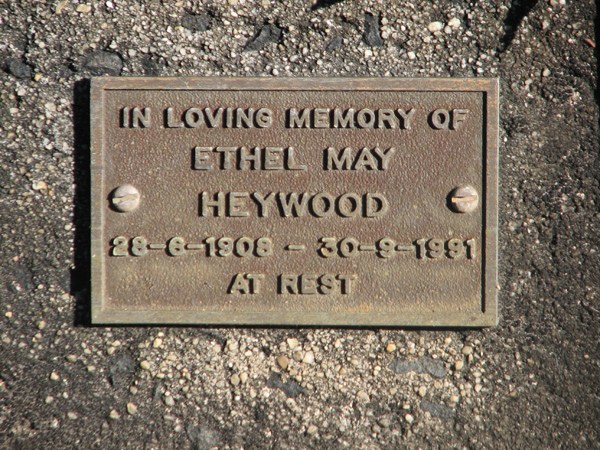 IN LOVING MEMORY OF
ETHEL MAY
HEYWOOD
28-6-1908 - 30-9-1991
AT REST